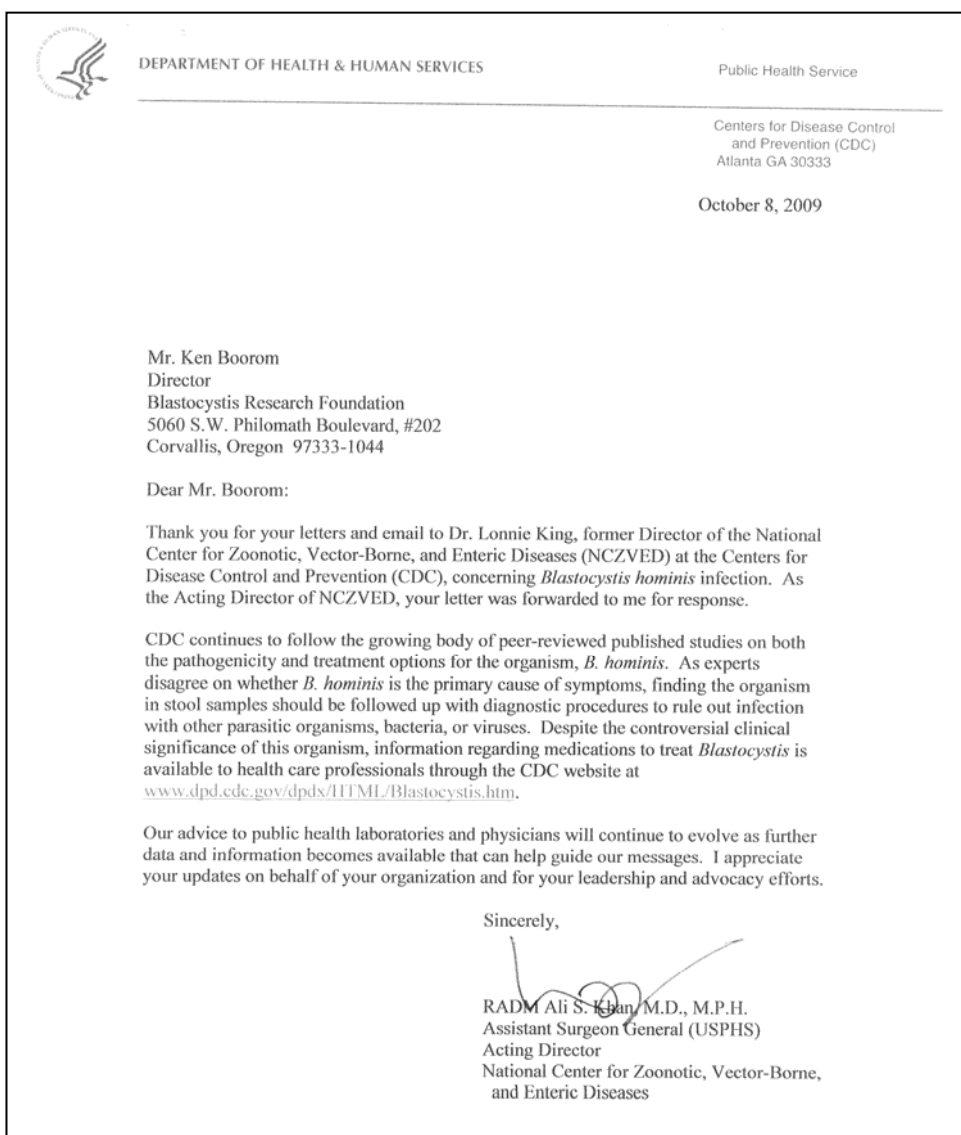 DEPARTMENT OF HEALTH & HUMAN SERVICES
Public Health Service
Centers for Disease Control
and Prevention (CDC)
Atlanta GA 30333
October 8, 2009
Mr. Ken Boorom
Director
Blastocystis Research Foundation
5060 S.W. Philomath Boulevard, #202
Corvallis, Oregon 97333-1044
Dear Mr. Boorom:
Thank you for your letters and email to Dr. Lonnie King, former Director of the National
Center for Zoonotic, Vector-Borne, and Enteric Diseases (NCZVED) at the Centers for
Disease Control and Prevention (CDC), concerning Blastocystis hominis infection. As
the Acting Director of NCZVED, your letter was forwarded to me for response.
CDC continues to follow the growing body of peer-reviewed published studies on both
the pathogenicity and treatment options for the organism, B. hominis. As experts
disagree on whether B. hominis is the primary cause of symptoms, finding the organism
in stool samples should be followed up with diagnostic procedures to rule out infection
with other parasitic organisms, bacteria, or viruses. Despite the controversial clinical
significance of this organism, information regarding medications to treat Blastocystis is
available to health care professionals through the CDC website at
www.dpd.cdc.gov/dpdx/HTML/Blastocystis.htm.
Our advice to public health laboratories and physicians will continue to evolve as further
data and information becomes available that can help guide our messages. I appreciate
your updates on behalf of your organization and for your leadership and advocacy efforts.
Sincerely,
RADM Ali S. Khan, M.D., M.P.H.
Assistant Surgeon General (USPHS)
Acting Director
National Center for Zoonotic, Vector-Borne,
and Enteric Diseases